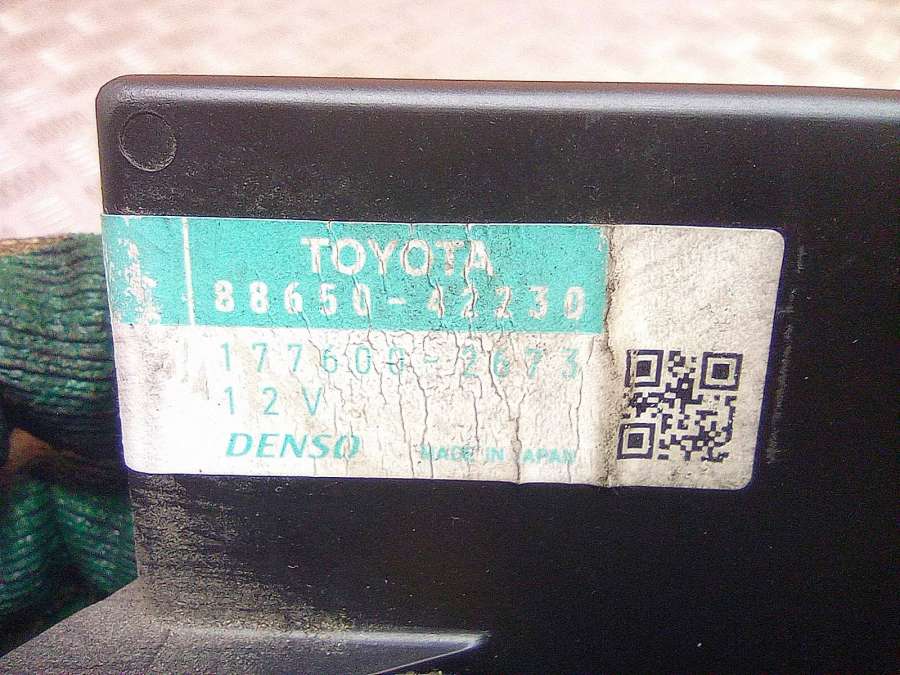 TOYOTA
88650-42230
177600-2673
12V
DENSO MADE IN JAPAN